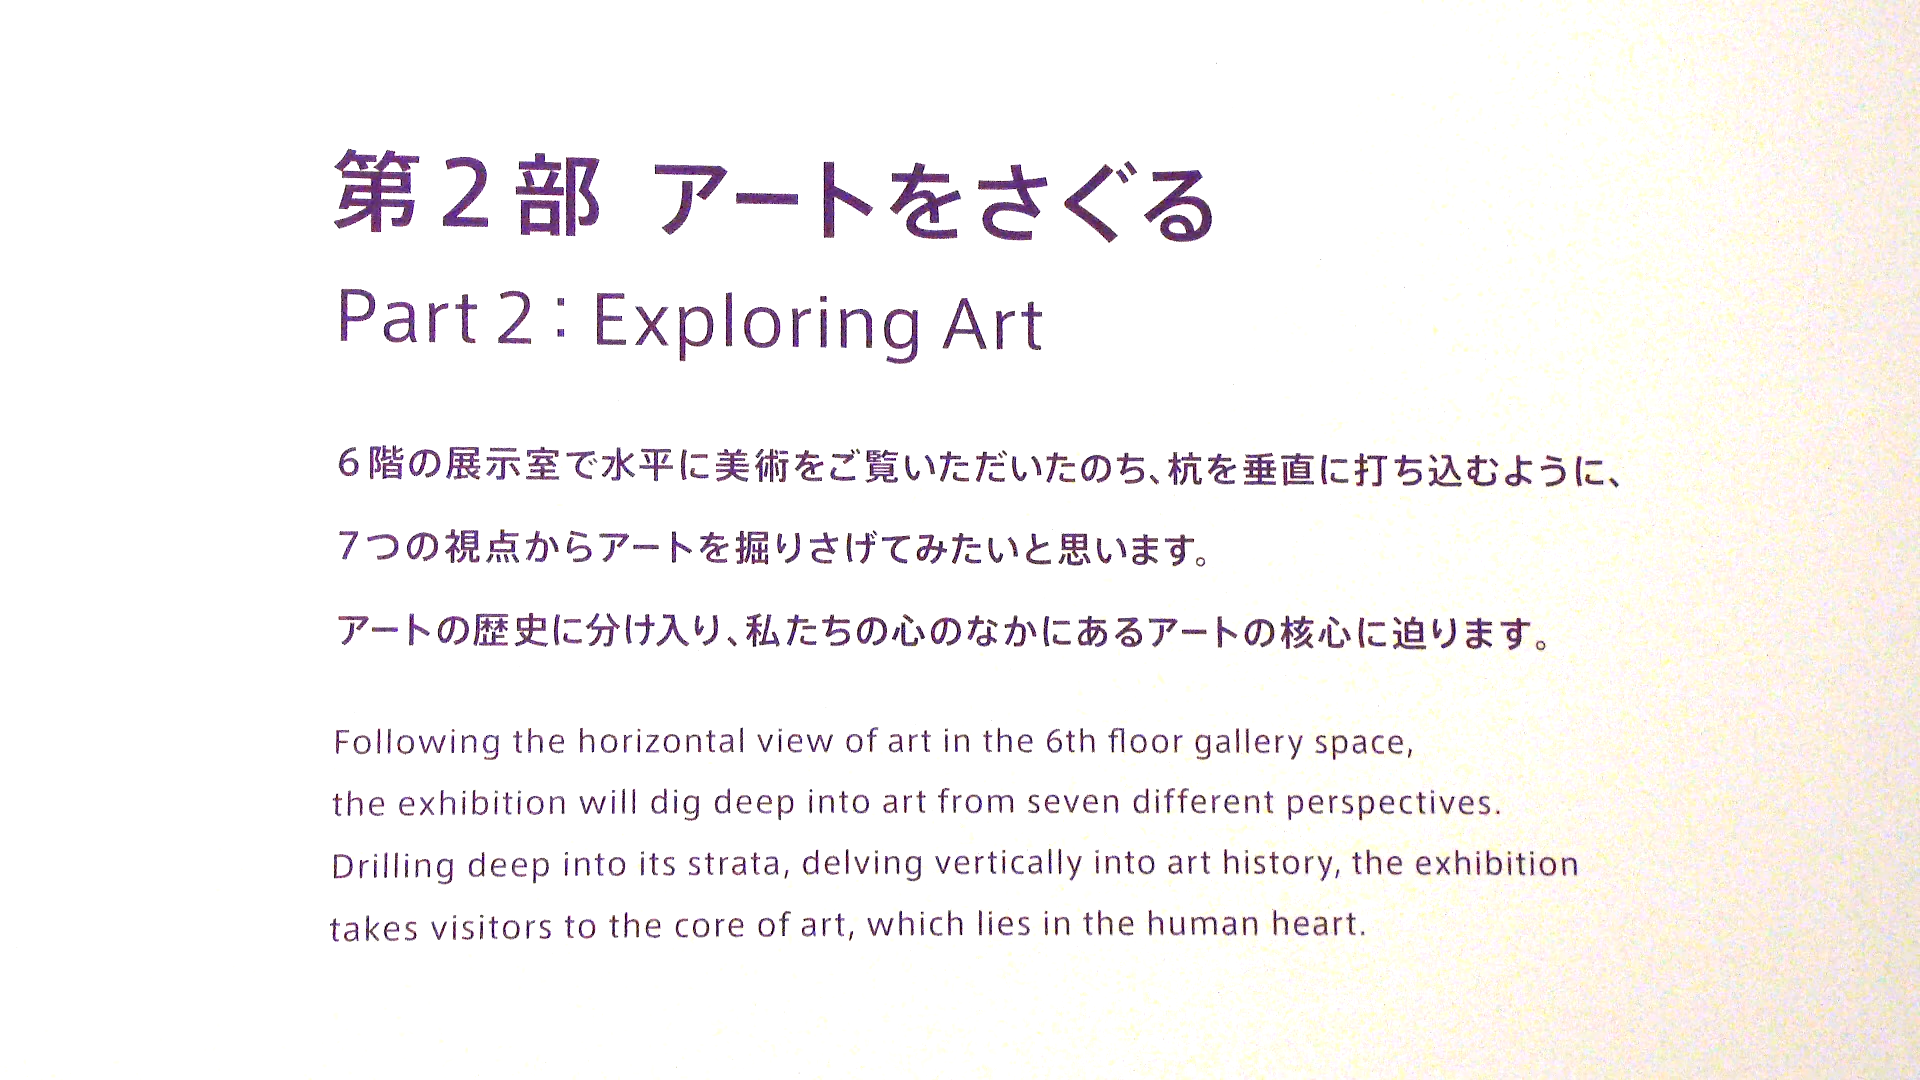 第2部 アートをさぐる
Part 2: Exploring Art
6階の展示室で水平に美術をご覧いただいたのち、杭を垂直に打ち込むように、
7つの視点からアートを掘りさげてみたいと思います。
アートの歴史に分け入り、私たちの心のなかにあるアートの核心に迫ります。
Following the horizontal view of art in the 6th floor gallery space,
the exhibition will dig deep into art from seven different perspectives.
Drilling deep into its strata, delving vertically into art history, the exhibition
takes visitors to the core of art, which lies in the human heart.